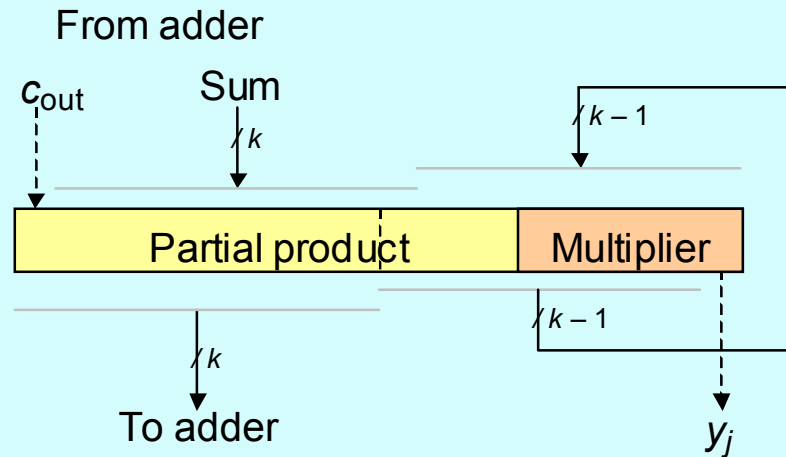 From adder
c_out Sum
/ k / k – 1
Partial product Multiplier
/ k / k – 1
To adder y_j